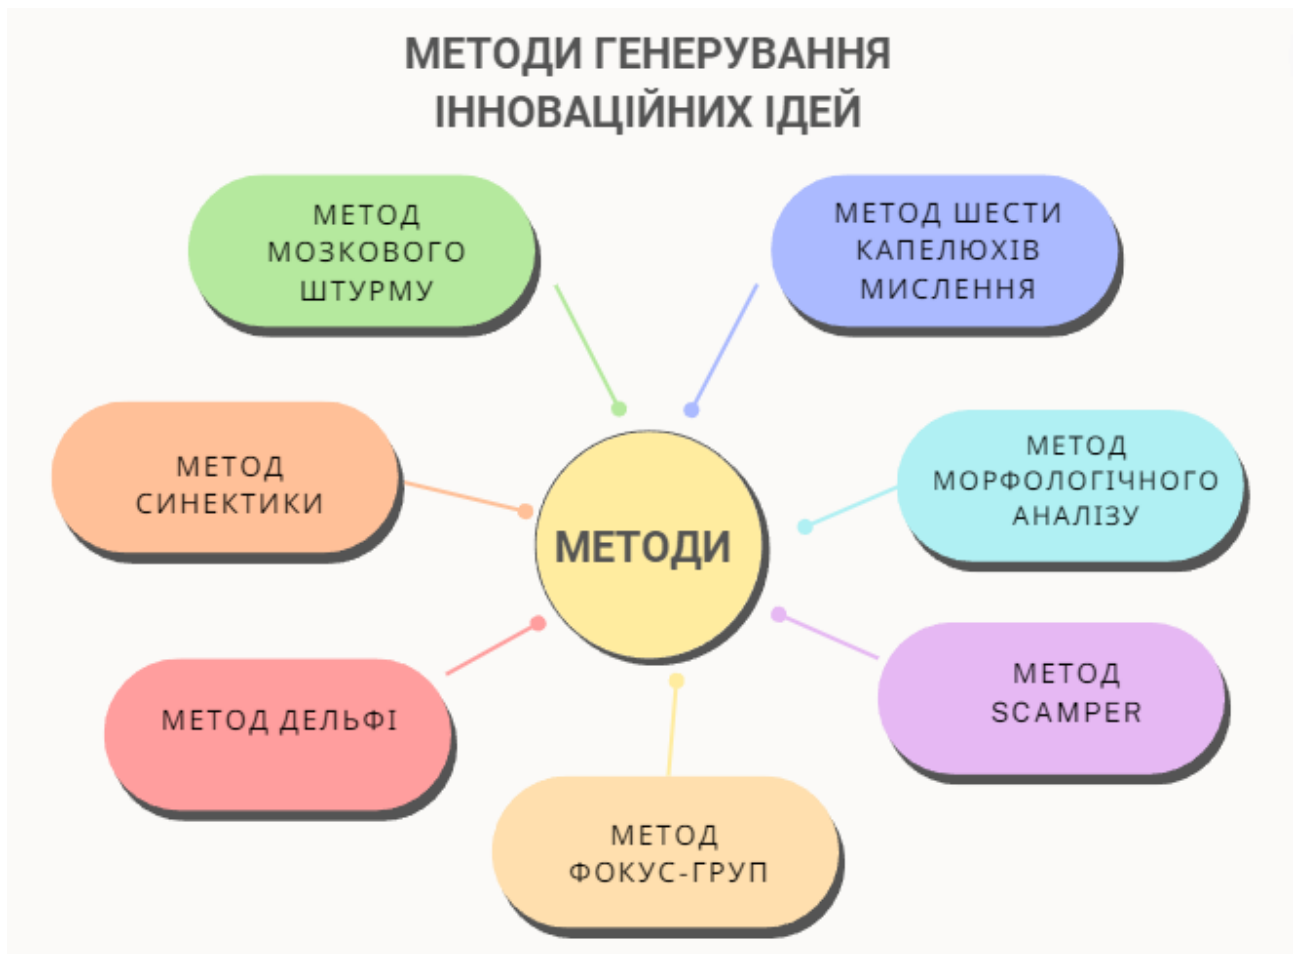 МЕТОДИ ГЕНЕРУВАННЯ
ІННОВАЦІЙНИХ ІДЕЙ
МЕТОД
МОЗКОВОГО
ШТУРМУ
МЕТОД ШЕСТИ
КАПЕЛЮХІВ
МИСЛЕННЯ
МЕТОД
СИНЕКТИКИ
МЕТОД
МОРФОЛОГІЧНОГО
АНАЛІЗУ
МЕТОДИ
МЕТОД ДЕЛЬФІ
МЕТОД
SCAMPER
МЕТОД
ФОКУС-ГРУП